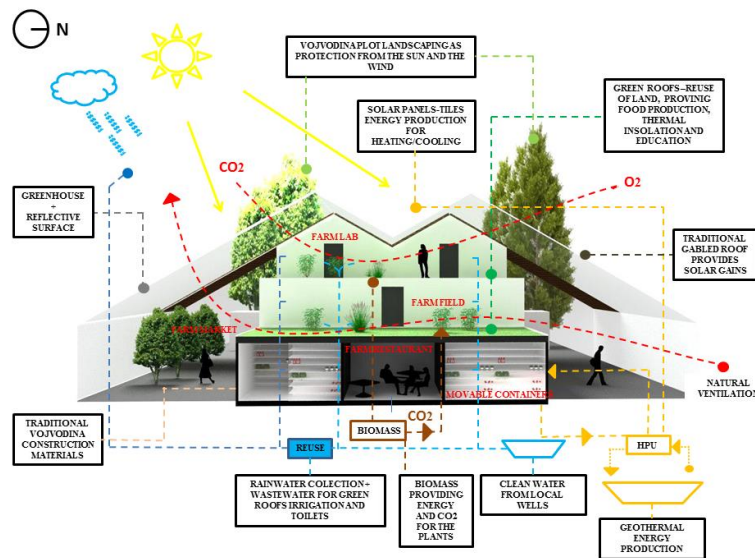 N
VOJVODINA PLOT LANDSCAPING AS
PROTECTION FROM THE SUN AND THE
WIND
SOLAR PANELS-TILES
ENERGY PRODUCTION
FOR
HEATING/COOLING
GREEN ROOFS–REUSE
OF LAND, PROVING
FOOD PRODUCTION,
THERMAL
INSOLATION AND
EDUCATION
CO2
O2
GREENHOUSE
+
REFLECTIVE
SURFACE
FARM LAB
TRADITIONAL
GABLED ROOF
PROVIDES
SOLAR GAINS
FARM FIELD
FARM MARKET
FARM RESTAURANT
MOVABLE CONTAINERS
NATURAL
VENTILATION
TRADITIONAL
VOJVODINA
CONSTRUCTION
MATERIALS
CO2
REUSE
BIOMASS
HPU
RAINWATER COLECTION+
WASTEWATER FOR GREEN
ROOFS IRRIGATION AND
TOILETS
BIOMASS
PROVIDING
ENERGY
AND CO2
FOR THE
PLANTS
CLEAN WATER
FROM LOCAL
WELLS
GEOTHERMAL
ENERGY
PRODUCTION